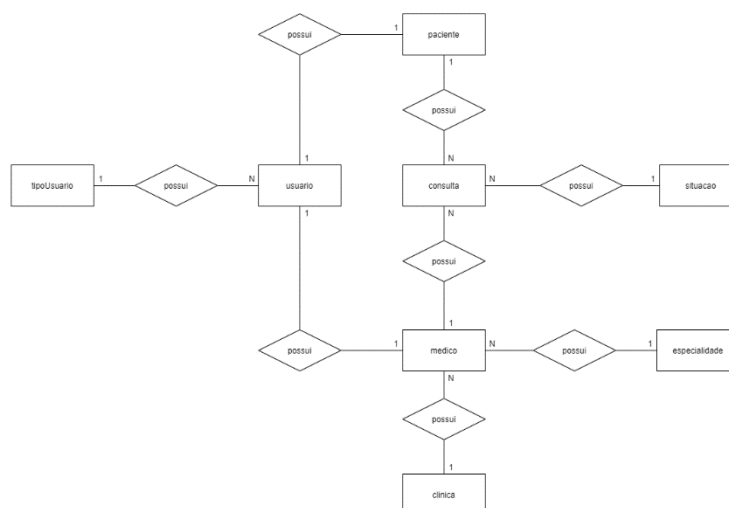 possui
1
paciente
1
possui
1
N
tipoUsuario
1
possui
N
usuario
consulta
N
possui
1
situacao
1
N
possui
1
possui
1
medico
N
possui
1
especialidade
N
possui
1
clinica